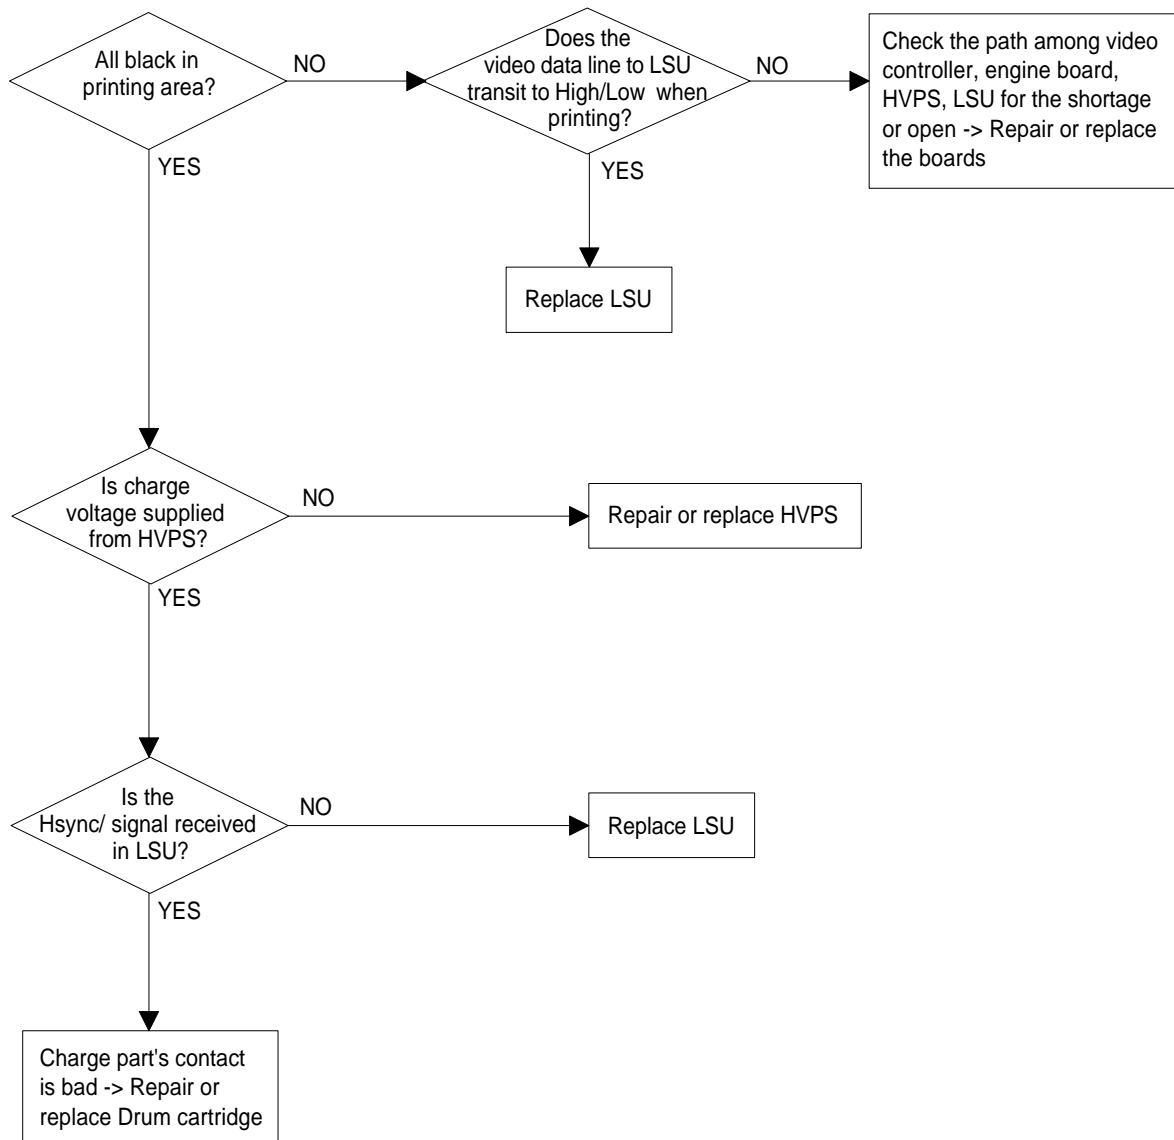 All black in
printing area?
NO
YES
Does the
video data line to LSU
transit to High/Low when
printing?
NO
YES
Check the path among video
controller, engine board,
HVPS, LSU for the shortage
or open -> Repair or replace
the boards
Replace LSU
Is charge
voltage supplied
from HVPS?
NO
YES
Repair or replace HVPS
Is the
Hsync/ signal received
in LSU?
NO
YES
Replace LSU
Charge part's contact
is bad -> Repair or
replace Drum cartridge